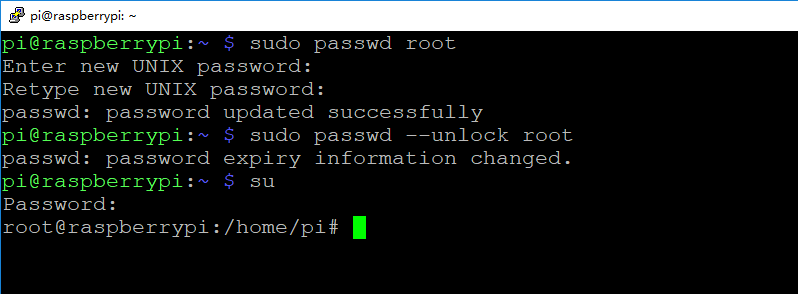 pi@raspberrypi: ~
pi@raspberrypi:~ $ sudo passwd root
Enter new UNIX password:
Retype new UNIX password:
passwd: password updated successfully
pi@raspberrypi:~ $ sudo passwd --unlock root
passwd: password expiry information changed.
pi@raspberrypi:~ $ su
Password:
root@raspberrypi:/home/pi#